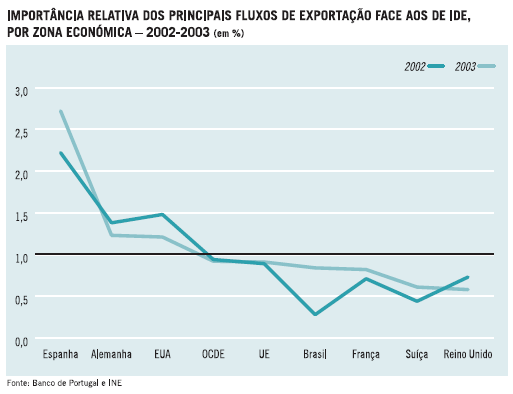 IMPORTÂNCIA RELATIVA DOS PRINCIPAIS FLUXOS DE EXPORTAÇÃO FACE AOS DE IDE,
POR ZONA ECONÓMICA – 2002-2003 (em %)
2002 2003
3,0
2,5
2,0
1,5
1,0
0,5
0,0
Espanha Alemanha EUA OCDE UE Brasil França Suíça Reino Unido
Fonte: Banco de Portugal e INE